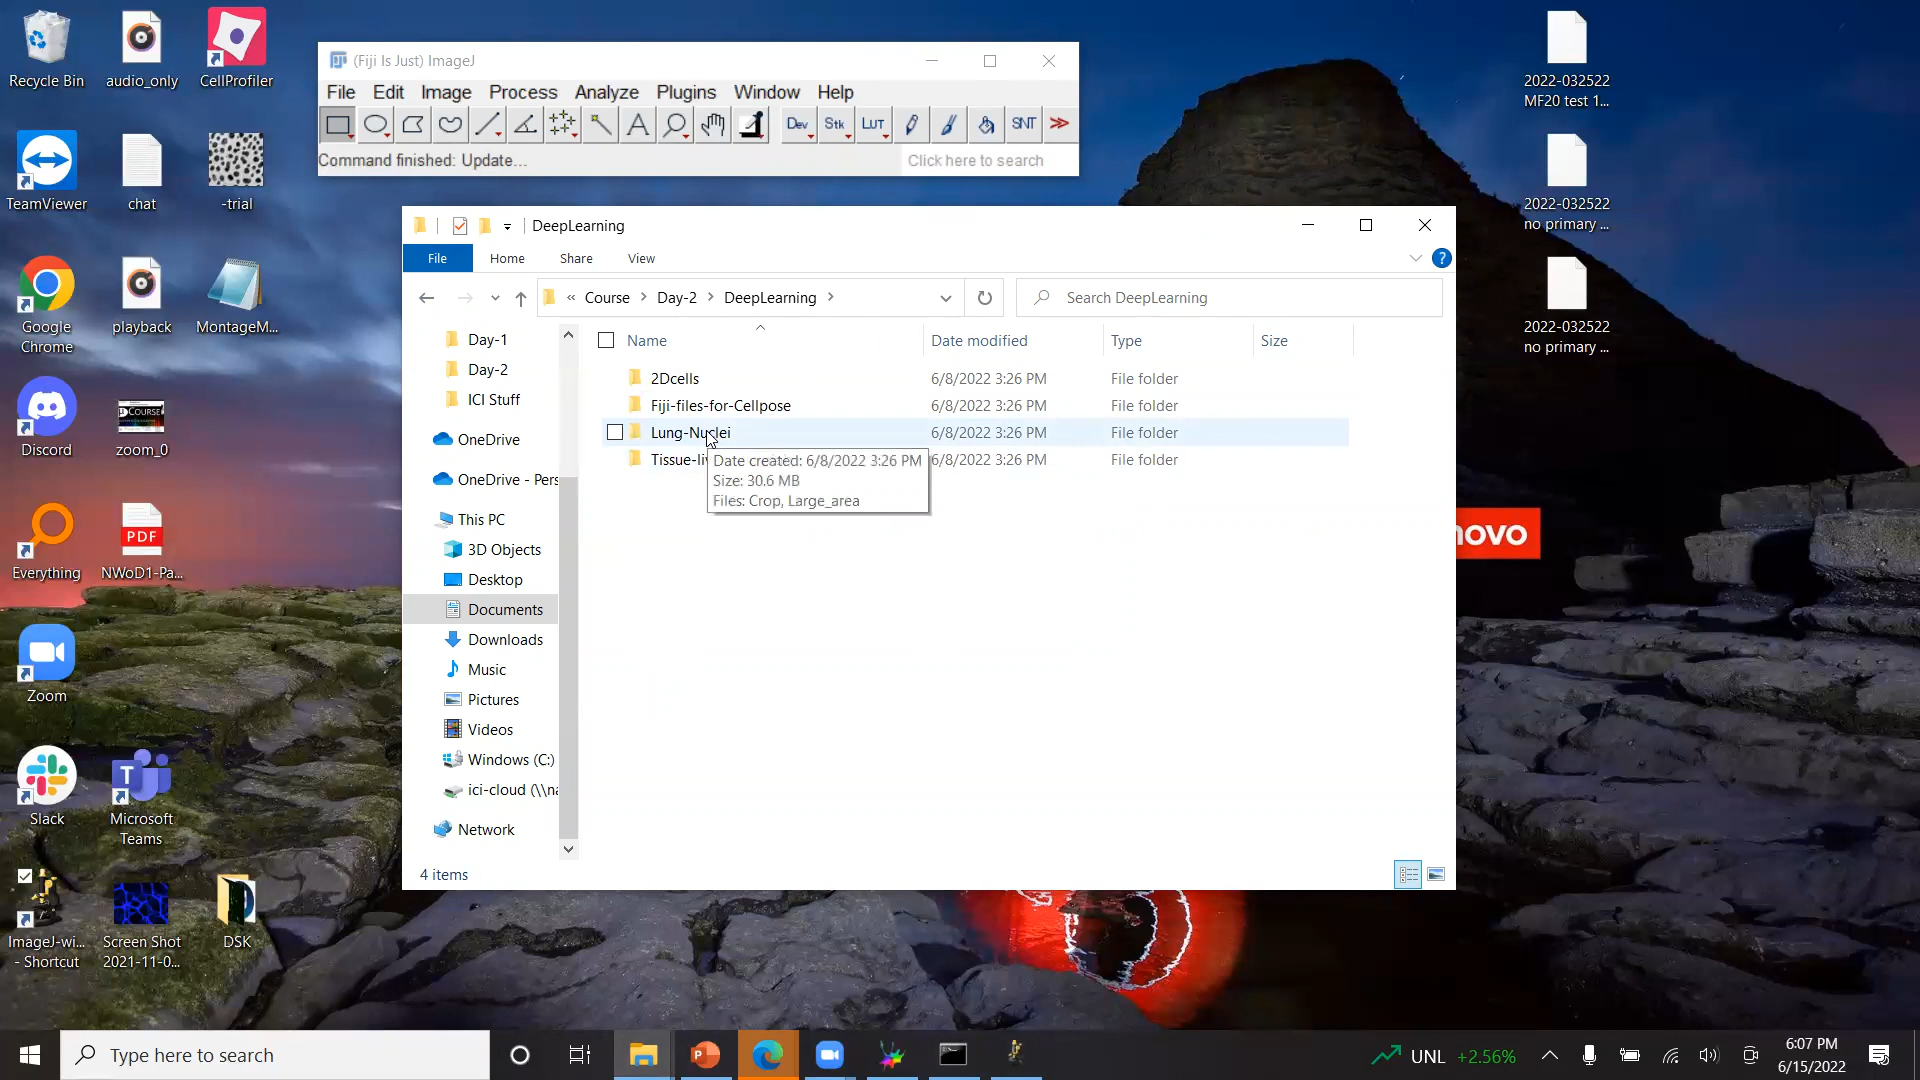 Recycle Bin
audio_only
CellProfiler
TeamViewer
chat
-trial
Google
Chrome
playback
MontageM...
Discord
zoom_0
COURSE
Everything
PDF
NWoD1-Pa...
Zoom
Slack
Microsoft
Teams
ImageJ-wi...
- Shortcut
Screen Shot
2021-11-0...
DSK
(Fiji Is Just) ImageJ
File Edit Image Process Analyze Plugins Window Help
Dev Stk LUT SNT >>
Command finished: Update...
Click here to search
DeepLearning
File Home Share View
« Course > Day-2 > DeepLearning >
Search DeepLearning
Day-1
Day-2
ICI Stuff
OneDrive
OneDrive - Pers
This PC
3D Objects
Desktop
Documents
Downloads
Music
Pictures
Videos
Windows (C:)
ici-cloud (\\na
Network
Name Date modified Type Size
2Dcells 6/8/2022 3:26 PM File folder
Fiji-files-for-Cellpose 6/8/2022 3:26 PM File folder
Lung-Nuclei 6/8/2022 3:26 PM File folder
Tissue-li 6/8/2022 3:26 PM File folder
Date created: 6/8/2022 3:26 PM
Size: 30.6 MB
Files: Crop, Large_area
4 items
2022-032522
MF20 test 1...
2022-032522
no primary ...
2022-032522
no primary ...
novo
Type here to search
UNL +2.56%
6:07 PM
6/15/2022